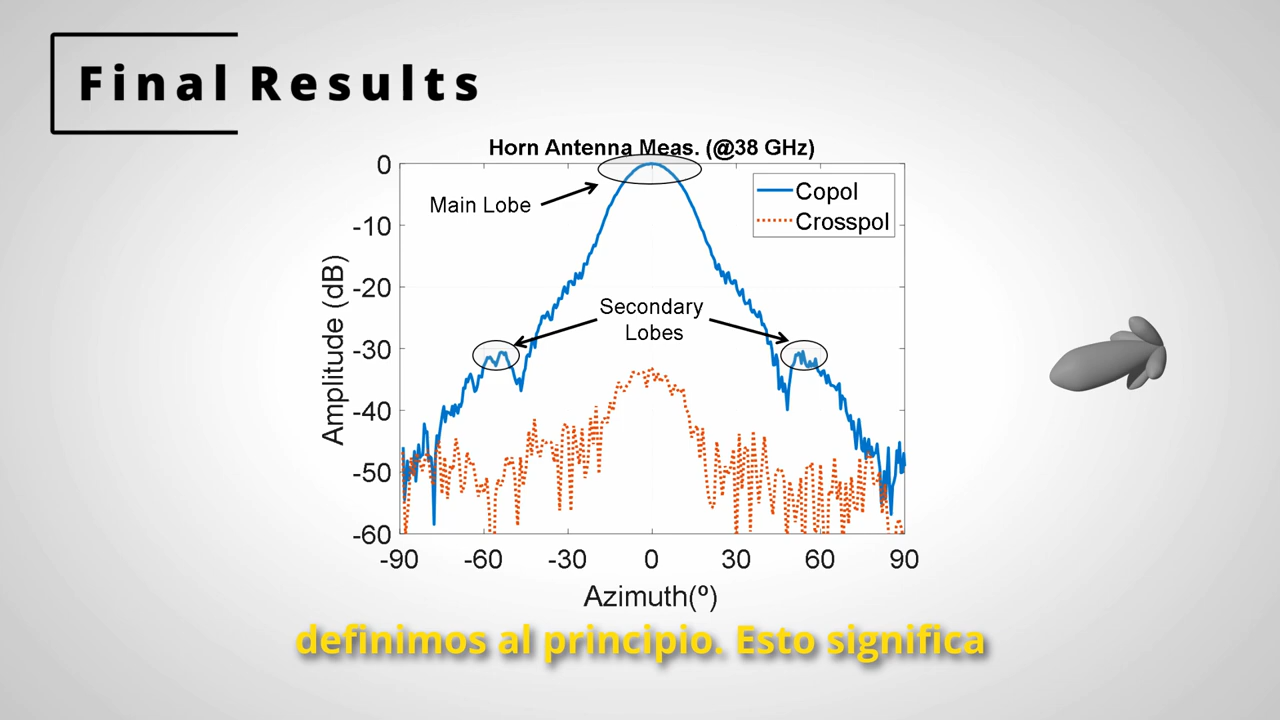 Final Results
Horn Antenna Meas. (@38 GHz)
Main Lobe
Copol
Crosspol
Secondary
Lobes
Amplitude (dB)
0
-10
-20
-30
-40
-50
-60
-90 -60 -30 0 30 60 90
Azimuth(º)
definimos al principio. Esto significa